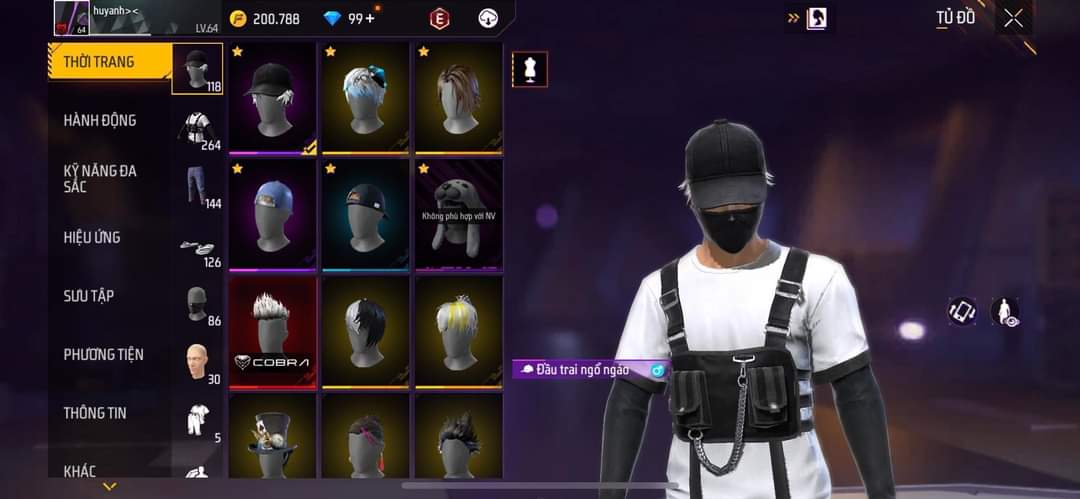 huyanh><
64
LV.64
200.788
99+
E
TỦ ĐỒ
THỜI TRANG
118
HÀNH ĐỘNG
264
KỸ NĂNG ĐA
SẮC
144
Không phù hợp với NV
HIỆU ỨNG
126
SƯU TẬP
86
COBRA
PHƯƠNG TIỆN
30
Đầu trai ngổ ngáo
THÔNG TIN
5
KHÁC